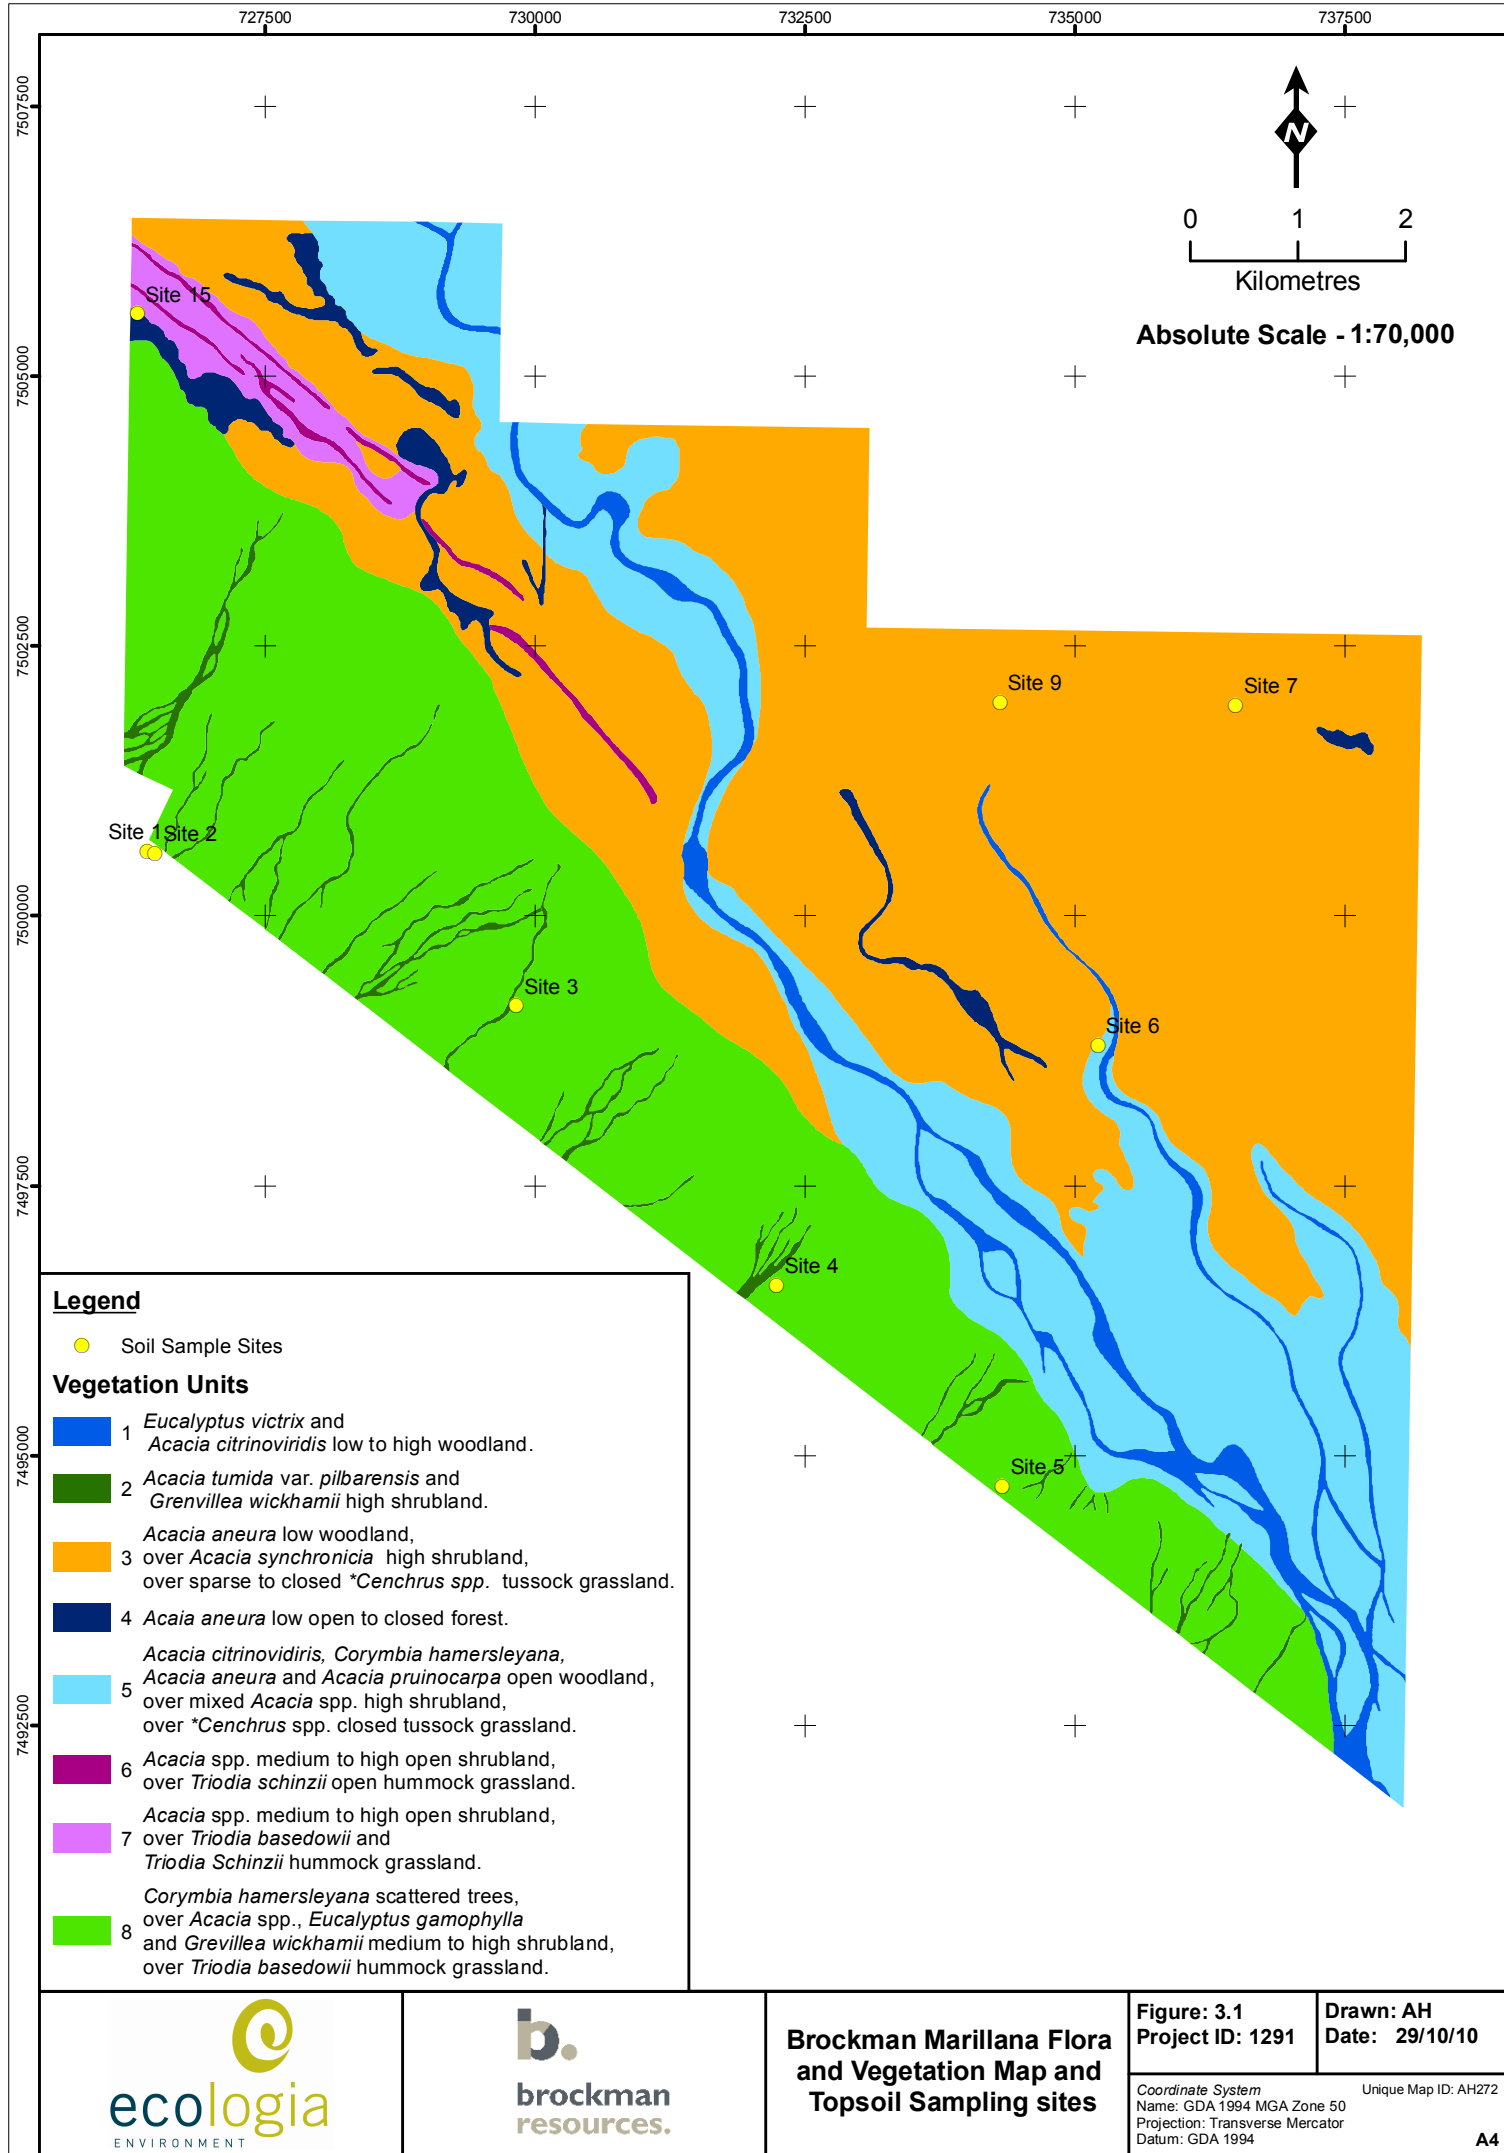 727500 730000 732500 735000 737500
7507500
7505000
7502500
7500000
7497500
7495000
7492500
N
0 1 2
Kilometres
Absolute Scale - 1:70,000
Site 15
Site 9
Site 7
Site 1
Site 2
Site 3
Site 6
Site 4
Site 5
Legend
Soil Sample Sites
Vegetation Units
1 Eucalyptus victrix and
Acacia citrinoviridis low to high woodland.
2 Acacia tumida var. pilbarensis and
Grenvillea wickhamii high shrubland.
3 Acacia aneura low woodland,
over Acacia synchronicia high shrubland,
over sparse to closed *Cenchrus spp. tussock grassland.
4 Acaia aneura low open to closed forest.
5 Acacia citrinovidiris, Corymbia hamersleyana,
Acacia aneura and Acacia pruinocarpa open woodland,
over mixed Acacia spp. high shrubland,
over *Cenchrus spp. closed tussock grassland.
6 Acacia spp. medium to high open shrubland,
over Triodia schinzii open hummock grassland.
7 Acacia spp. medium to high open shrubland,
over Triodia basedowii and
Triodia Schinzii hummock grassland.
8 Corymbia hamersleyana scattered trees,
over Acacia spp., Eucalyptus gamophylla
and Grevillea wickhamii medium to high shrubland,
over Triodia basedowii hummock grassland.
ecologia
ENVIRONMENT
b.
brockman
resources.
Brockman Marillana Flora
and Vegetation Map and
Topsoil Sampling sites
Figure: 3.1
Project ID: 1291
Drawn: AH
Date: 29/10/10
Coordinate System
Name: GDA 1994 MGA Zone 50
Projection: Transverse Mercator
Datum: GDA 1994
Unique Map ID: AH272
A4